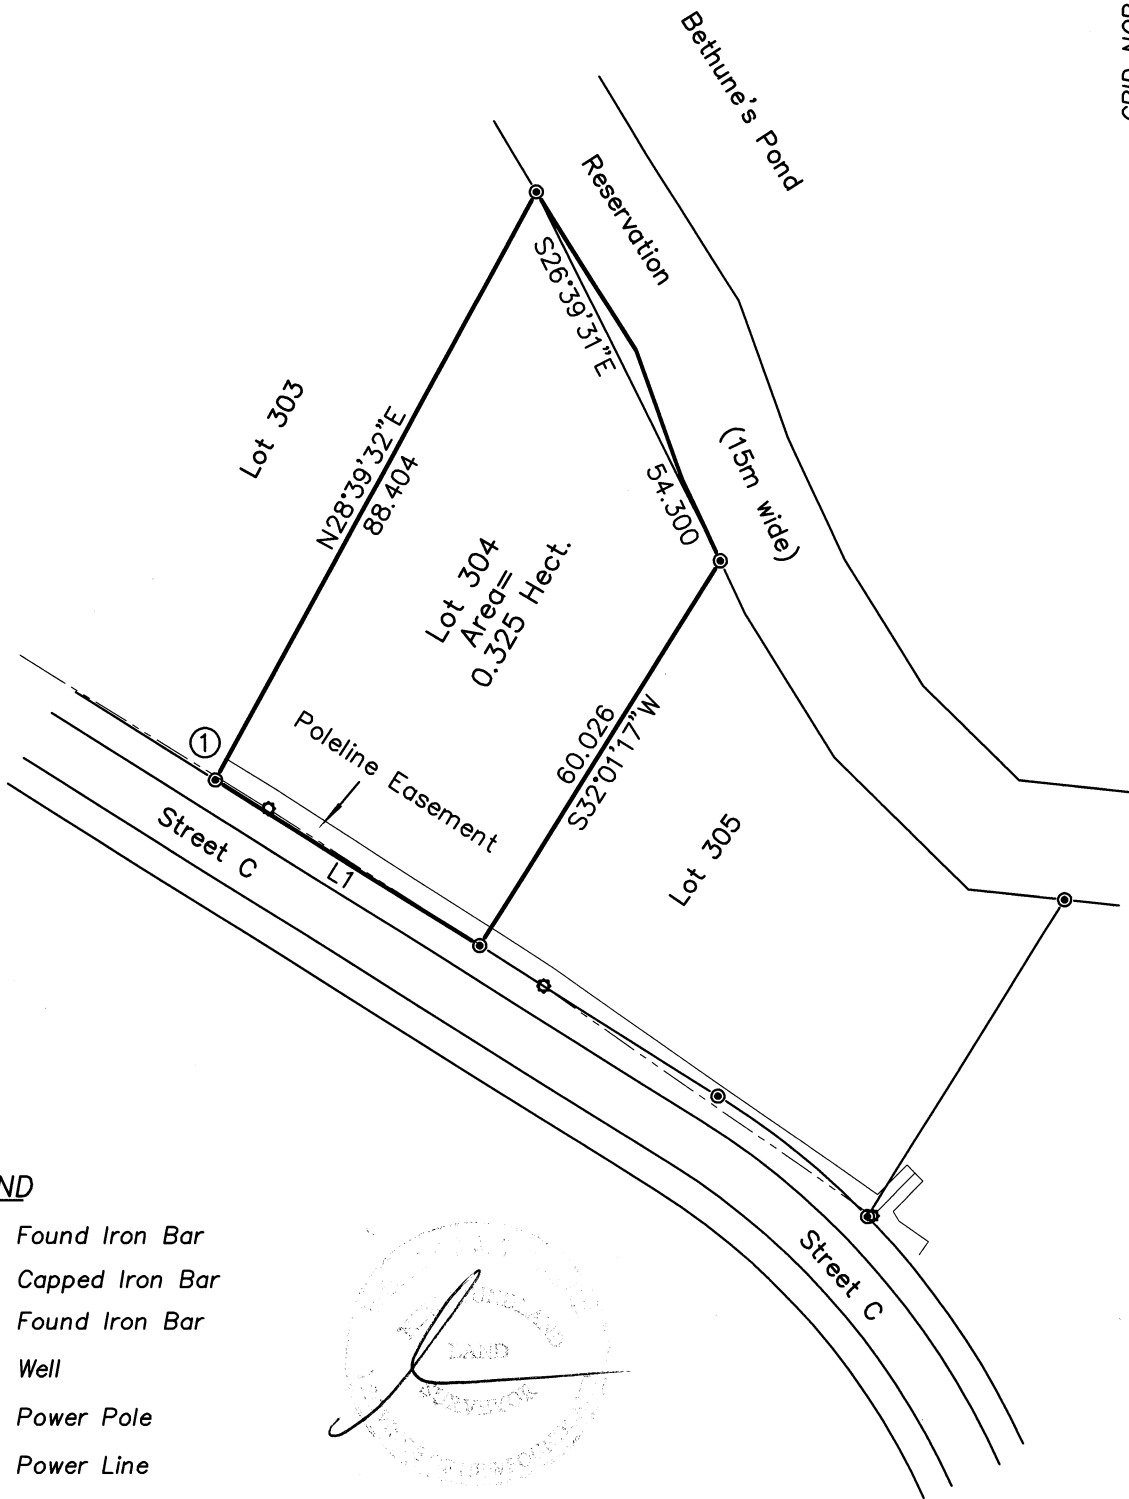 Bethune's Pond
Reservation
(15m wide)
S26°39'31"E
54.300
Lot 303
N28°39'32"E
88.404
Lot 304
Area=
0.325 Hect.
60.026
S32°01'17"W
Poleline Easement
1
L1
Street C
Lot 305
Street C
Found Iron Bar
Capped Iron Bar
Found Iron Bar
Well
Power Pole
Power Line
LAND
SURVEYOR